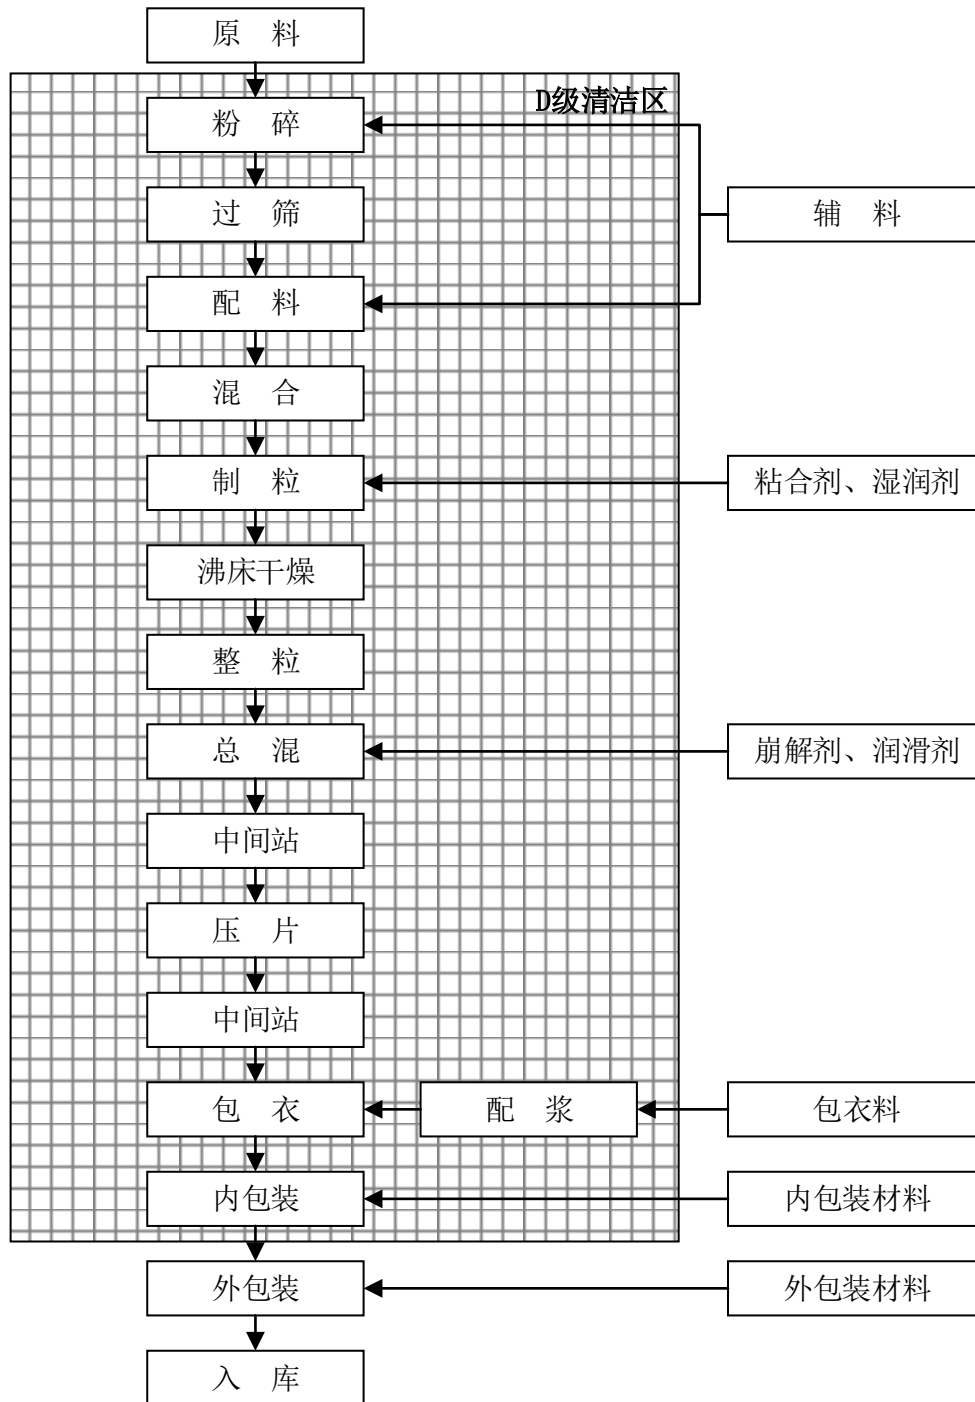 原 料
D级清洁区
粉 碎
过 筛
辅 料
配 料
混 合
制 粒
粘合剂、湿润剂
沸床干燥
整 粒
总 混
崩解剂、润滑剂
中间站
压 片
中间站
包 衣
配 浆
包衣料
内包装
内包装材料
外包装
外包装材料
入 库